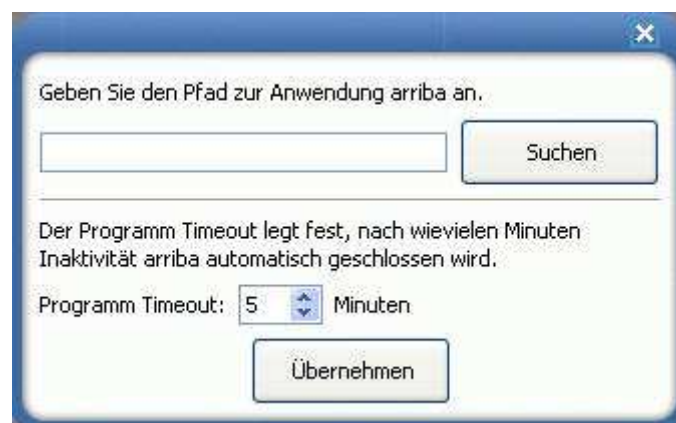 Geben Sie den Pfad zur Anwendung arriba an.
Suchen
Der Programm Timeout legt fest, nach wievielen Minuten
Inaktivität arriba automatisch geschlossen wird.
Programm Timeout: 5 Minuten
Übernehmen